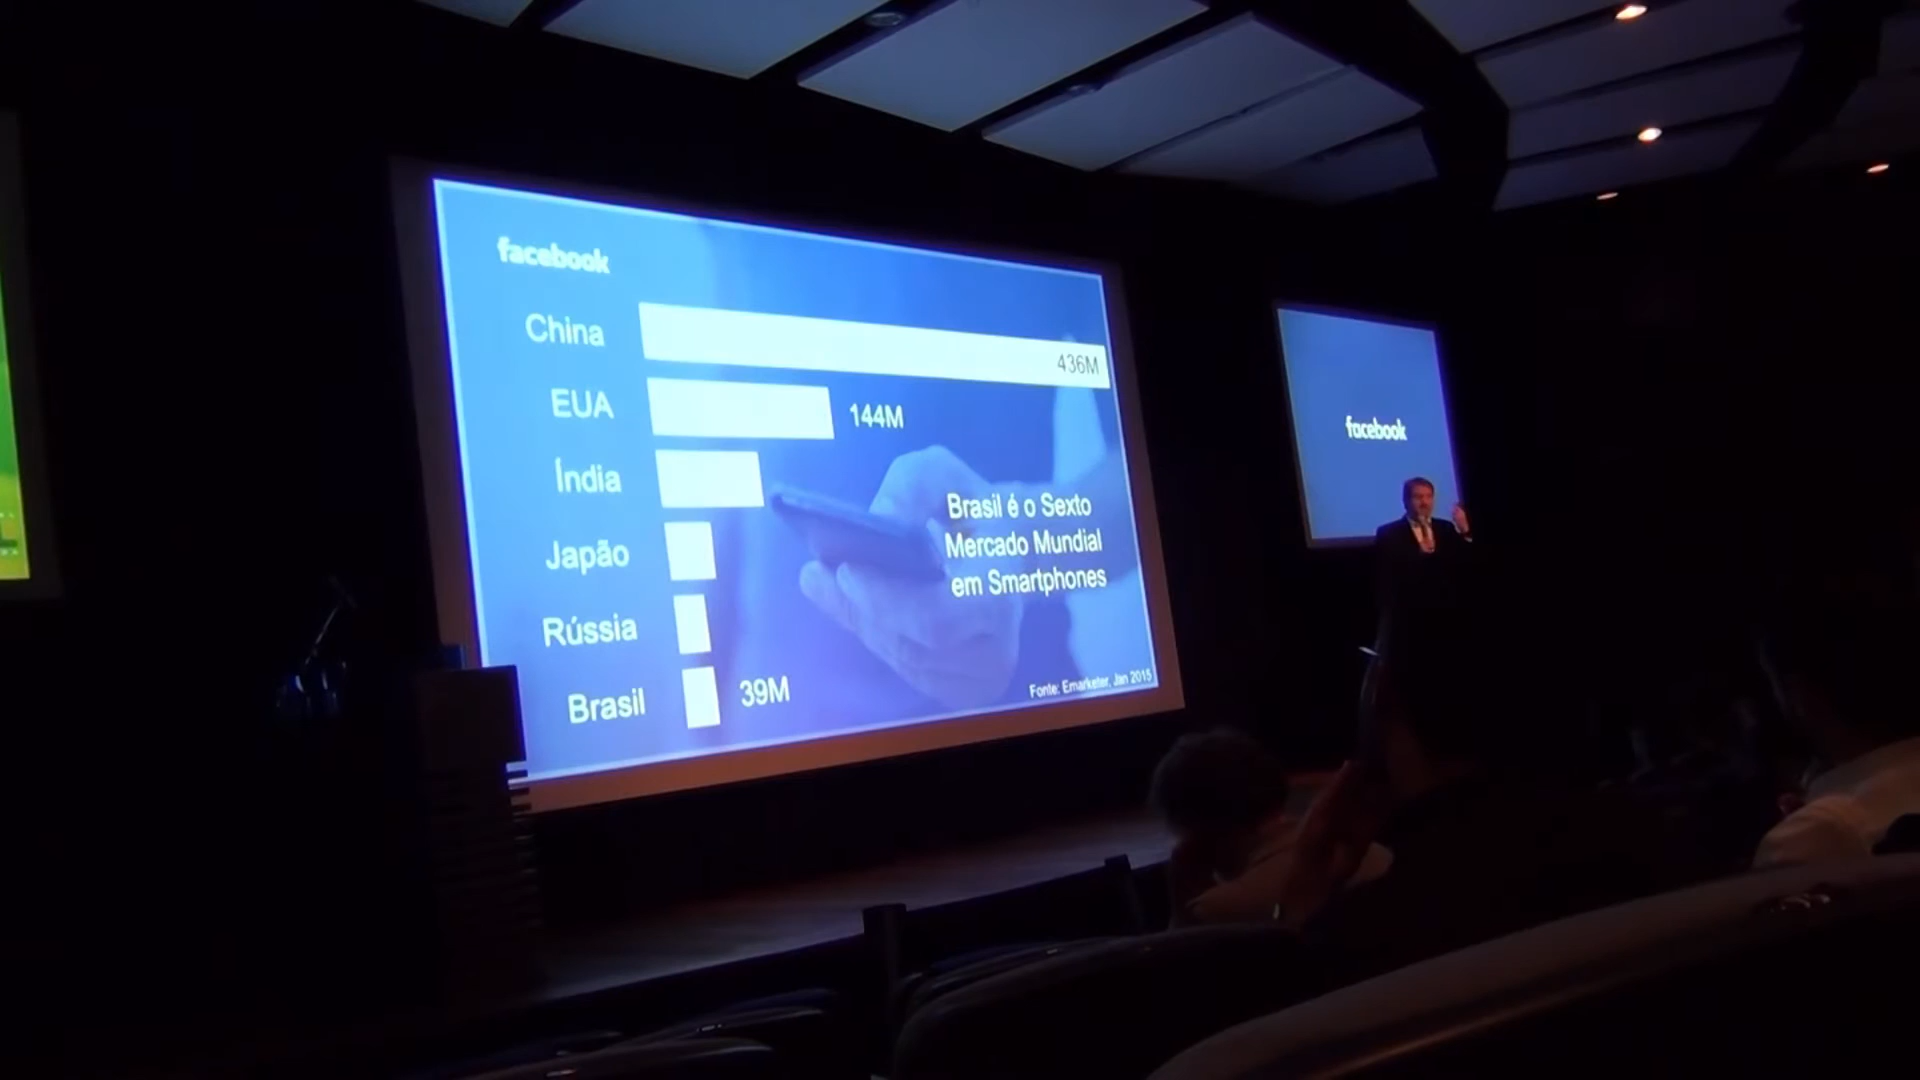 facebook
China
436M
EUA
144M
Índia
Japão
Rússia
Brasil
39M
Brasil é o Sexto
Mercado Mundial
em Smartphones
Fonte: Emarketer, Jan 2015
facebook